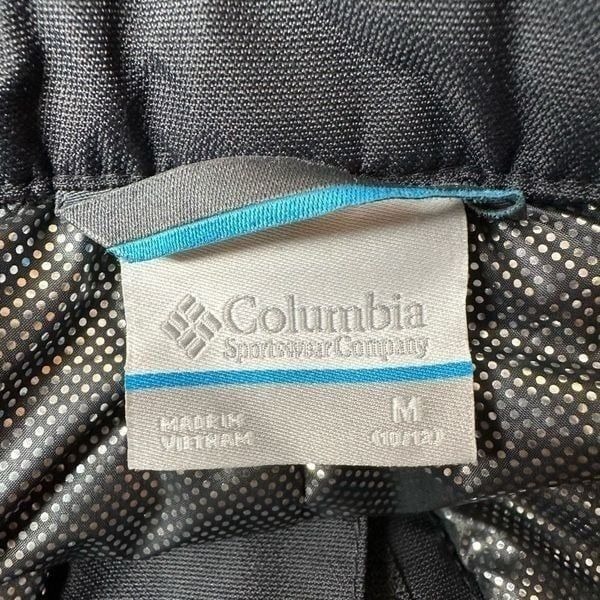 Columbia
Sportswear Company
MADE IN
VIETNAM
M
(10/12)